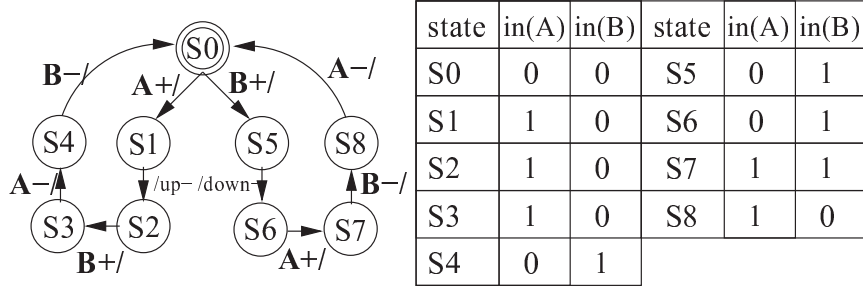 S0
B−/
A+/
B+/
A−/
S4
S1
S5
S8
A−/
/up−
/down−
B−/
S3
S2
S6
S7
B+/
A+/
state in(A) in(B) state in(A) in(B)
S0 0 0 S5 0 1
S1 1 0 S6 0 1
S2 1 0 S7 1 1
S3 1 0 S8 1 0
S4 0 1